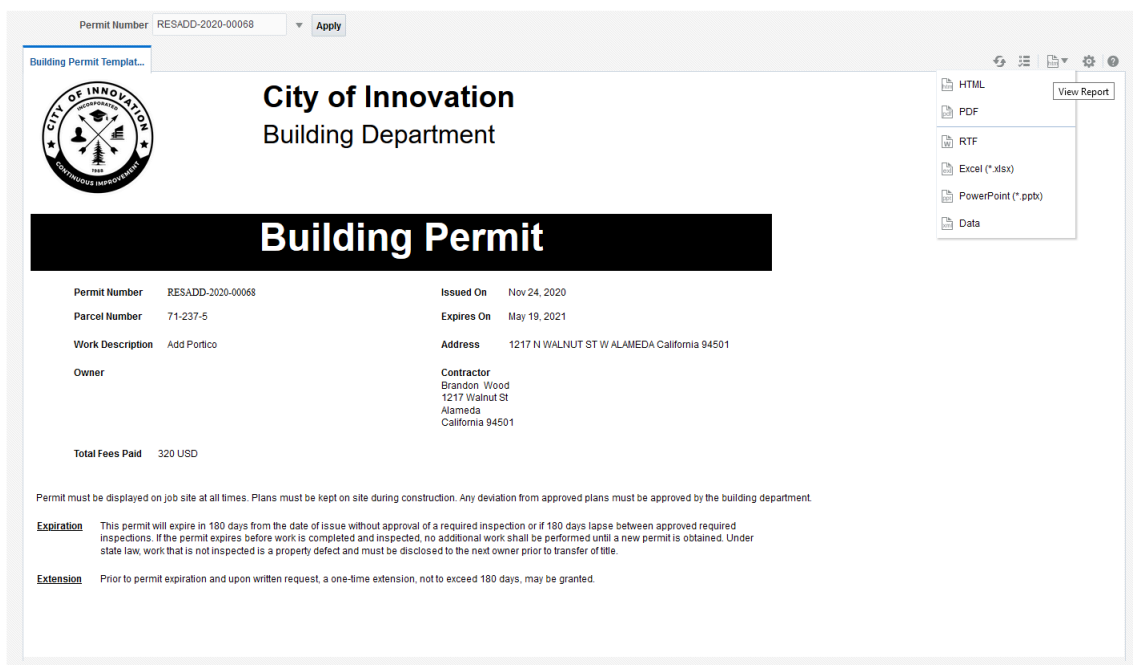 Permit Number RESADD-2020-00068 Apply
Building Permit Templat...
CITY OF INNOVATION
INCORPORATED
1986
CONTINUOUS IMPROVEMENT
City of Innovation
Building Department
HTML
View Report
PDF
RTF
Excel (*.xlsx)
PowerPoint (*.pptx)
Data
Building Permit
Permit Number RESADD-2020-00068 Issued On Nov 24, 2020
Parcel Number 71-237-5 Expires On May 19, 2021
Work Description Add Portico Address 1217 N WALNUT ST W ALAMEDA California 94501
Owner Contractor
Brandon Wood
1217 Walnut St
Alameda
California 94501
Total Fees Paid 320 USD
Permit must be displayed on job site at all times. Plans must be kept on site during construction. Any deviation from approved plans must be approved by the building department.
Expiration This permit will expire in 180 days from the date of issue without approval of a required inspection or if 180 days lapse between approved required
inspections. If the permit expires before work is completed and inspected, no additional work shall be performed until a new permit is obtained. Under
state law, work that is not inspected is a property defect and must be disclosed to the next owner prior to transfer of title.
Extension Prior to permit expiration and upon written request, a one-time extension, not to exceed 180 days, may be granted.